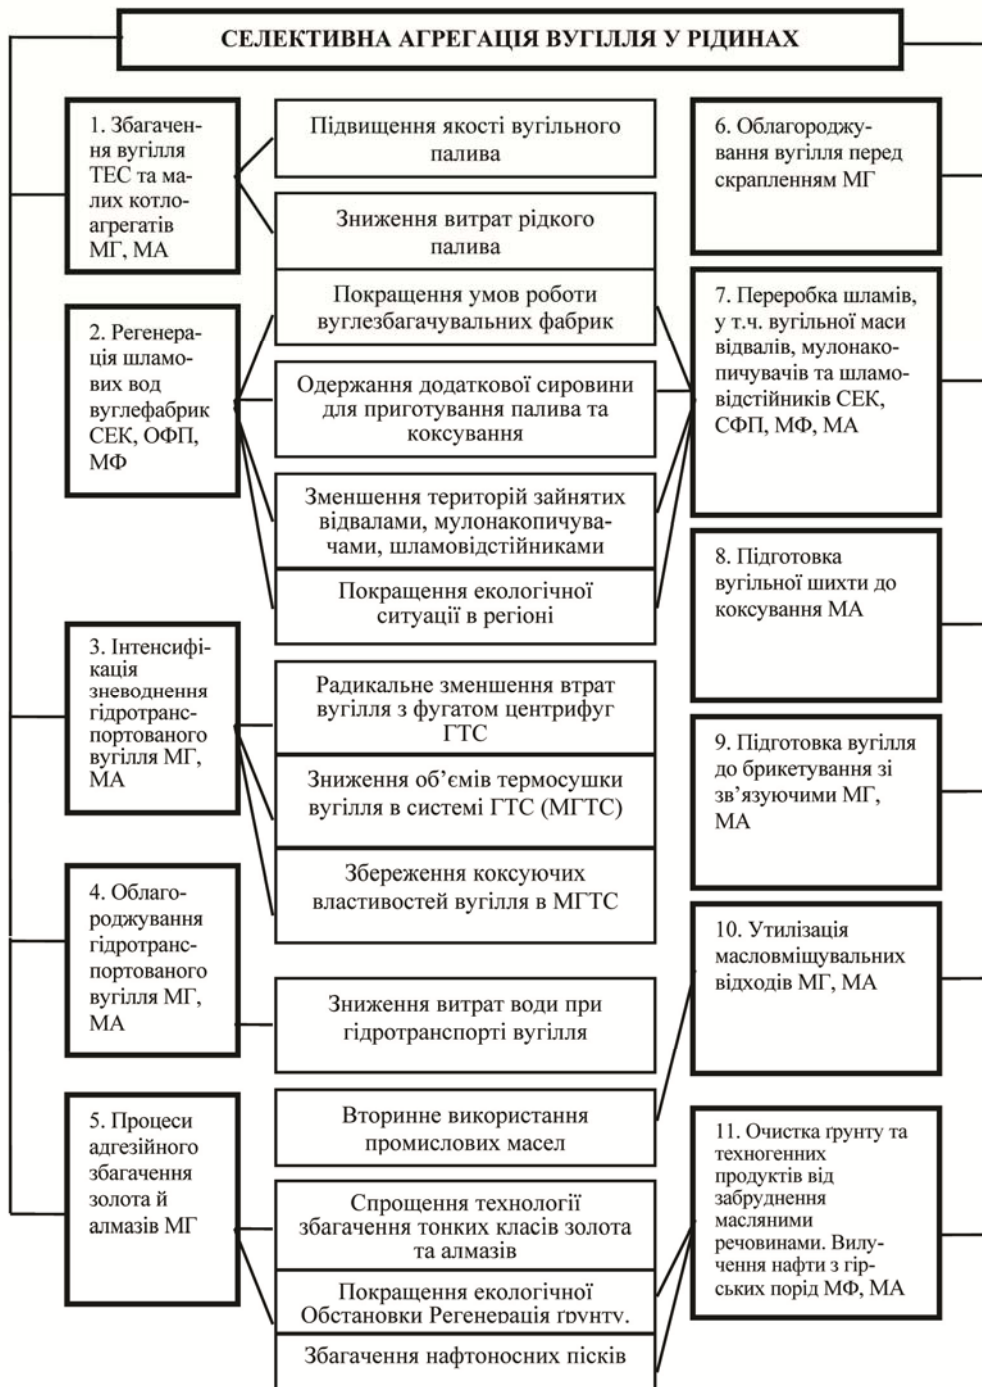 СЕЛЕКТИВНА АГРЕГАЦІЯ ВУГІЛЛЯ У РІДИНАХ
1. Збагачен-
ня вугілля
ТЕС та ма-
лих котло-
агрегатів
МГ, МА
2. Регенера-
ція шламо-
вих вод
вуглефабрик
СЕК, ОФП,
МФ
3. Інтенсифі-
кація
зневоднення
гідротранс-
портованого
вугілля МГ,
МА
4. Облаго-
роджування
гідротранс-
портованого
вугілля МГ,
МА
5. Процеси
адгезійного
збагачення
золота й
алмазів МГ
Підвищення якості вугільного
палива
Зниження витрат рідкого
палива
Покращення умов роботи
вуглезбагачувальних фабрик
Одержання додаткової сировини
для приготування палива та
коксування
Зменшення територій зайнятих
відвалами, мулонакопичува-
чами, шламовідстійниками
Покращення екологічної
ситуації в регіоні
Радикальне зменшення втрат
вугілля з фугатом центрифуг
ГТС
Зниження об’ємів термосушки
вугілля в системі ГТС (МГТС)
Збереження коксуючих
властивостей вугілля в МГТС
Зниження витрат води при
гідротранспорті вугілля
Вторинне використання
промислових масел
Спрощення технології
збагачення тонких класів золота
та алмазів
Покращення екологічної
Обстановки Регенерація ґрунту.
Збагачення нафтоносних пісків
6. Облагороджу-
вання вугілля перед
скрапленням МГ
7. Переробка шламів,
у т.ч. вугільної маси
відвалів, мулонако-
пичувачів та шламо-
відстійників СЕК,
СФП, МФ, МА
8. Підготовка
вугільної шихти до
коксування МА
9. Підготовка вугілля
до брикетування зі
зв’язуючими МГ,
МА
10. Утилізація
масловміщувальних
відходів МГ, МА
11. Очистка ґрунту та
техногенних
продуктів від
забруднення
масляними
речовинами. Вилу-
чення нафти з гір-
ських порід МФ, МА